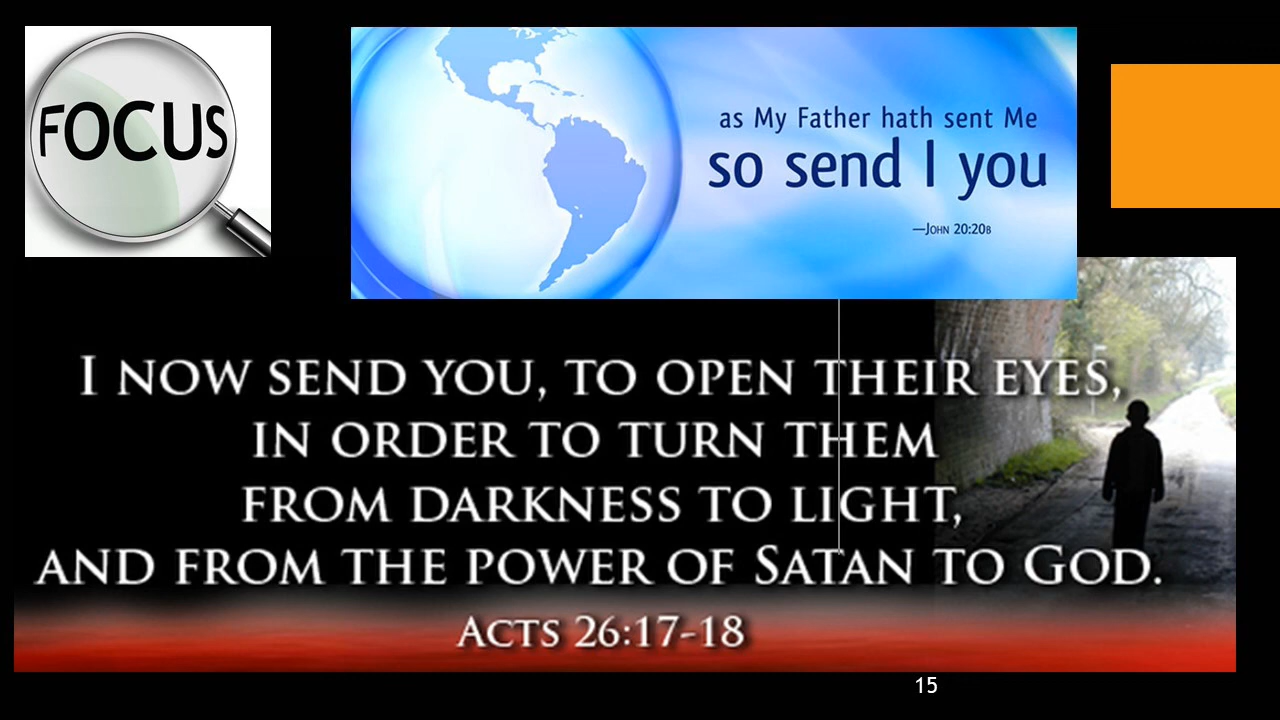 FOCUS
as My Father hath sent Me
so send I you
—John 20:20b
I now send you, to open their eyes,
in order to turn them
from darkness to light,
and from the power of Satan to God.
Acts 26:17-18
15